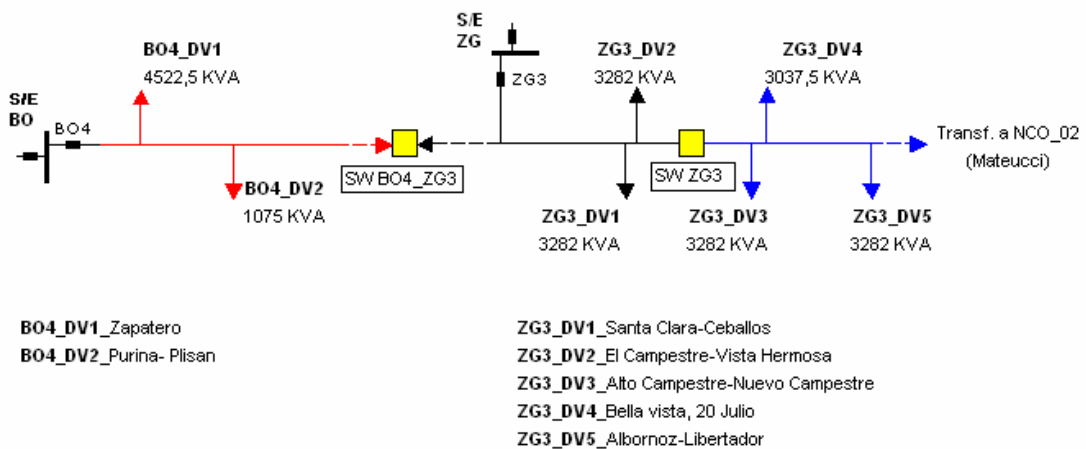 S/E
ZG
ZG3
S/E
BO
BO4
BO4_DV1
4522,5 KVA
BO4_DV2
1075 KVA
SW BO4_ZG3
ZG3_DV2
3282 KVA
ZG3_DV1
3282 KVA
SW ZG3
ZG3_DV4
3037,5 KVA
ZG3_DV3
3282 KVA
ZG3_DV5
3282 KVA
Transf. a NCO_02
(Mateucci)
BO4_DV1_Zapatero
BO4_DV2_Purina- Plisan
ZG3_DV1_Santa Clara-Ceballos
ZG3_DV2_El Campestre-Vista Hermosa
ZG3_DV3_Alto Campestre-Nuevo Campestre
ZG3_DV4_Bella vista, 20 Julio
ZG3_DV5_Albornoz-Libertador